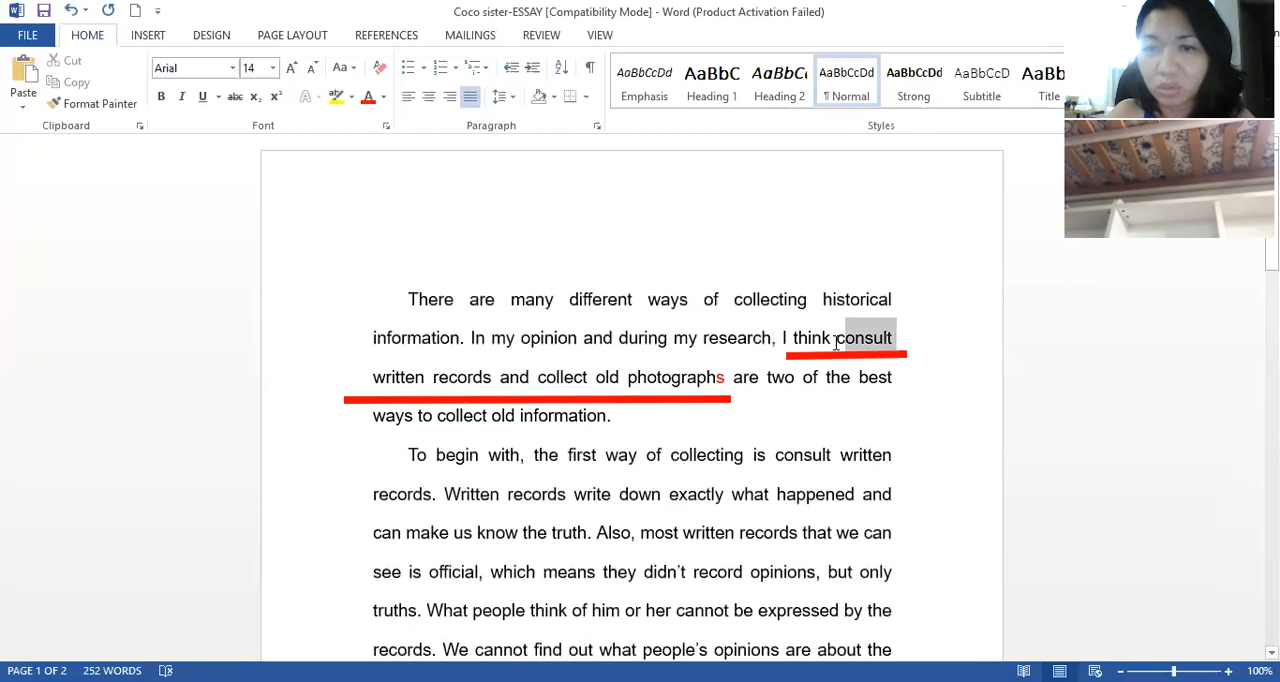 Coco sister-ESSAY [Compatibility Mode] - Word (Product Activation Failed)
FILE HOME INSERT DESIGN PAGE LAYOUT REFERENCES MAILINGS REVIEW VIEW
Paste
Cut
Copy
Format Painter
Clipboard
Arial 14
Aa
B I U abc x₂ x² A A
Font
Paragraph
AaBbCcDd AaBbC AaBbCc AaBbCcDd AaBbCcDd AaBbCcD AaBb
Emphasis Heading 1 Heading 2 ¶ Normal Strong Subtitle Title
Styles
There are many different ways of collecting historical
information. In my opinion and during my research, I think consult
written records and collect old photographs are two of the best
ways to collect old information.
To begin with, the first way of collecting is consult written
records. Written records write down exactly what happened and
can make us know the truth. Also, most written records that we can
see is official, which means they didn’t record opinions, but only
truths. What people think of him or her cannot be expressed by the
records. We cannot find out what people’s opinions are about the
PAGE 1 OF 2 252 WORDS 100%